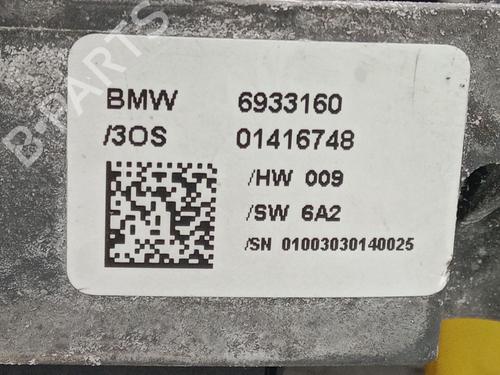 B-PARTS
BMW 6933160
/3OS 01416748
/HW 009
/SW 6A2
/SN 01003030140025